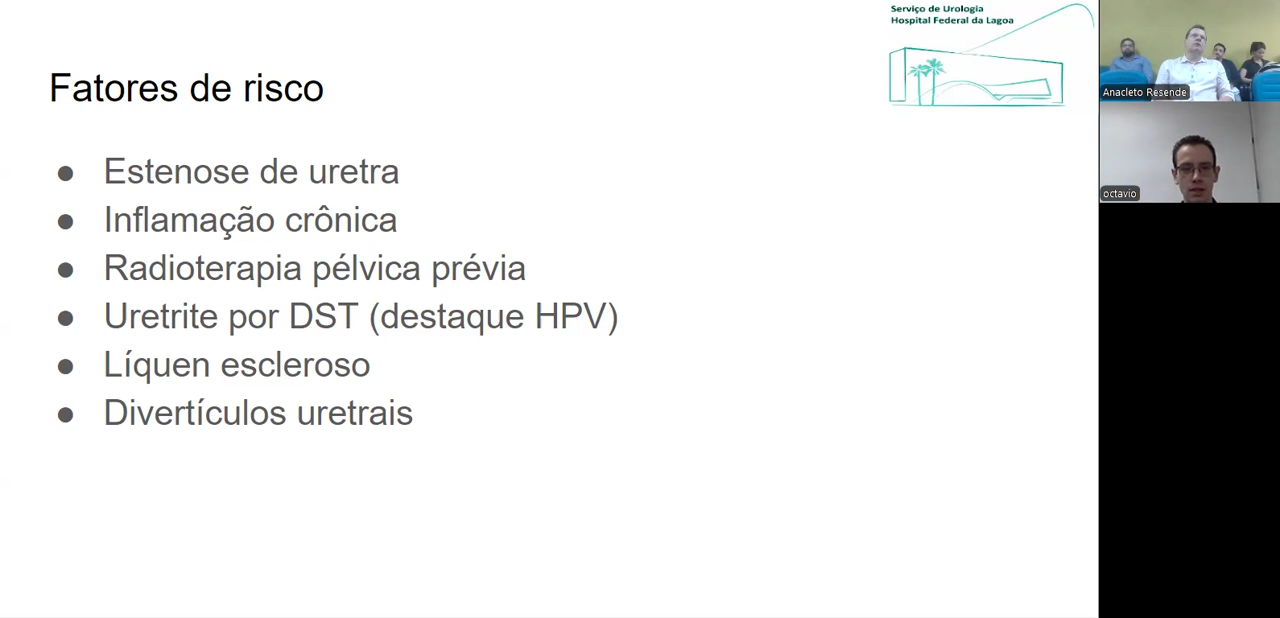 Serviço de Urologia
Hospital Federal da Lagoa
Fatores de risco
● Estenose de uretra
● Inflamação crônica
● Radioterapia pélvica prévia
● Uretrite por DST (destaque HPV)
● Líquen escleroso
● Divertículos uretrais
Anacleto Resende
octavio